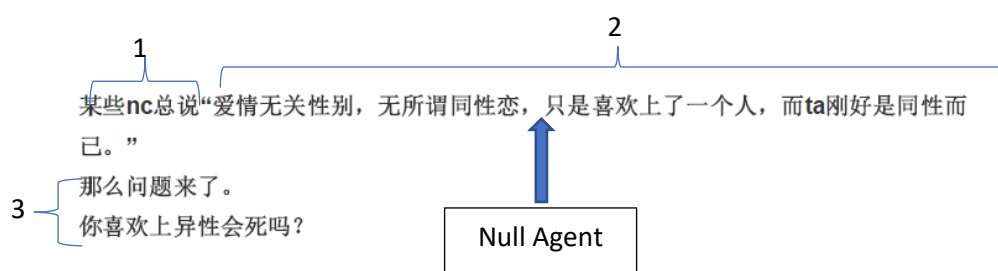 2
1
某些nc总说“爱情无关性别，无所谓同性恋，只是喜欢上了一个人，而ta刚好是同性而
已。”
那么问题来了。
3
你喜欢上异性会死吗？
Null Agent